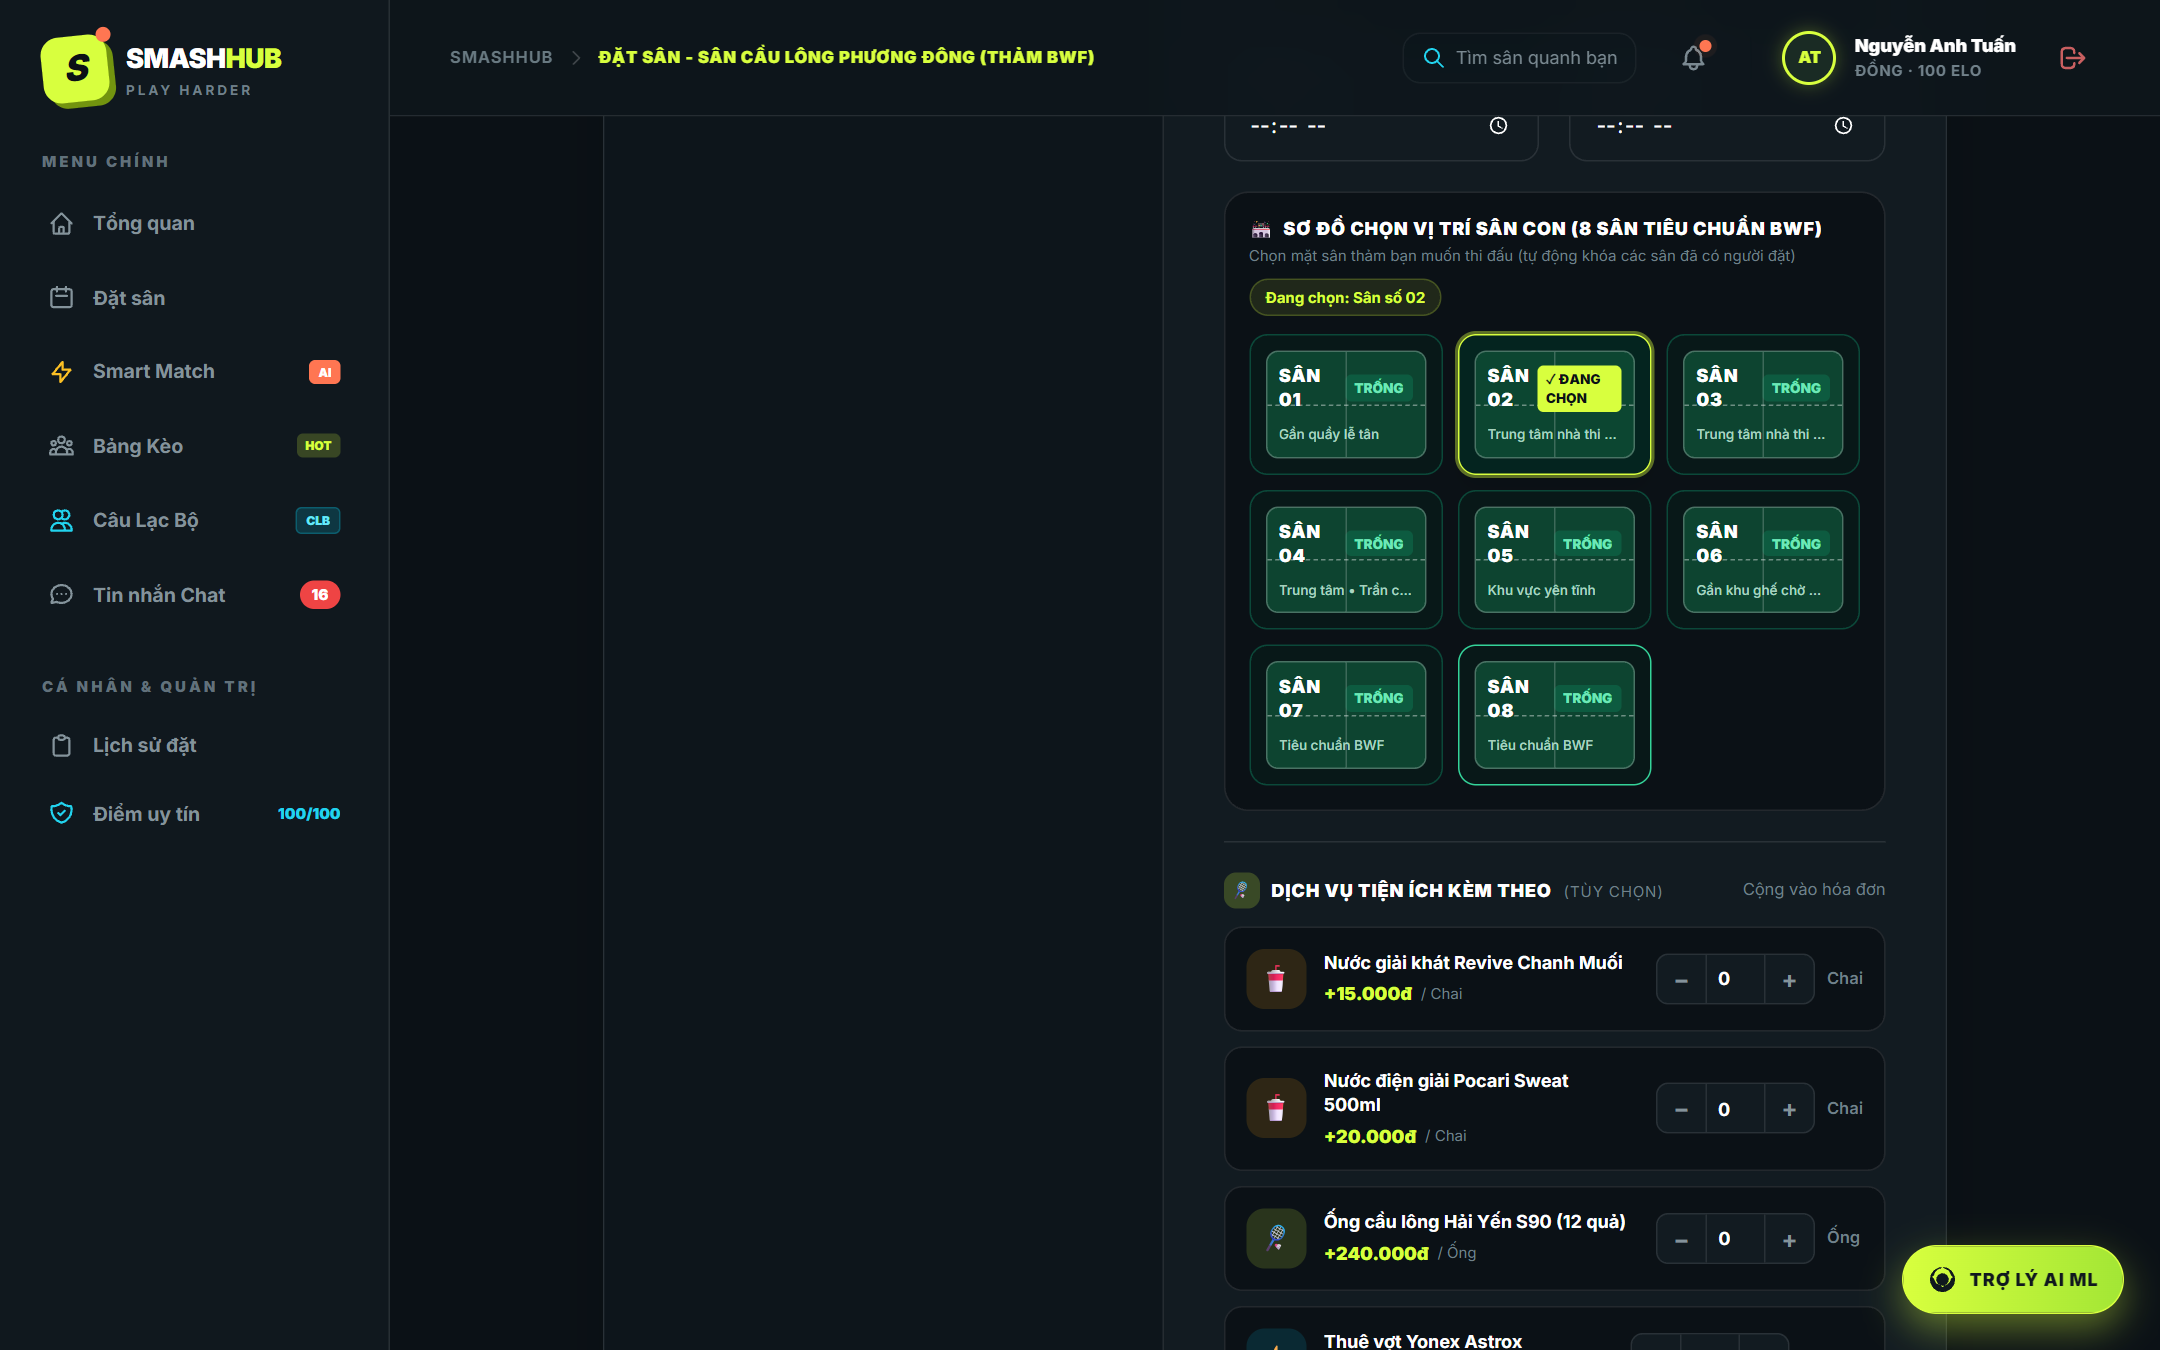 S
SMASHHUB
PLAY HARDER
MENU CHÍNH
Tổng quan
Đặt sân
Smart Match
AI
Bảng Kèo
HOT
Câu Lạc Bộ
CLB
Tin nhắn Chat
16
CÁ NHÂN & QUẢN TRỊ
Lịch sử đặt
Điểm uy tín
100/100
SMASHHUB
ĐẶT SÂN - SÂN CẦU LÔNG PHƯƠNG ĐÔNG (THẢM BWF)
Tìm sân quanh bạn
AT
Nguyễn Anh Tuấn
ĐỒNG · 100 ELO
--:-- --
--:-- --
SƠ ĐỒ CHỌN VỊ TRÍ SÂN CON (8 SÂN TIÊU CHUẨN BWF)
Chọn mặt sân thảm bạn muốn thi đấu (tự động khóa các sân đã có người đặt)
Đang chọn: Sân số 02
SÂN 01
TRỐNG
Gần quầy lễ tân
SÂN 02
✓ ĐANG CHỌN
Trung tâm nhà thi ...
SÂN 03
TRỐNG
Trung tâm nhà thi ...
SÂN 04
TRỐNG
Trung tâm • Trần c...
SÂN 05
TRỐNG
Khu vực yên tĩnh
SÂN 06
TRỐNG
Gần khu ghế chờ ...
SÂN 07
TRỐNG
Tiêu chuẩn BWF
SÂN 08
TRỐNG
Tiêu chuẩn BWF
DỊCH VỤ TIỆN ÍCH KÈM THEO (TÙY CHỌN)
Cộng vào hóa đơn
Nước giải khát Revive Chanh Muối
+15.000đ / Chai
− 0 + Chai
Nước điện giải Pocari Sweat
500ml
+20.000đ / Chai
− 0 + Chai
Ống cầu lông Hải Yến S90 (12 quả)
+240.000đ / Ống
− 0 + Ống
Thuê vợt Yonex Astrox
TRỢ LÝ AI ML